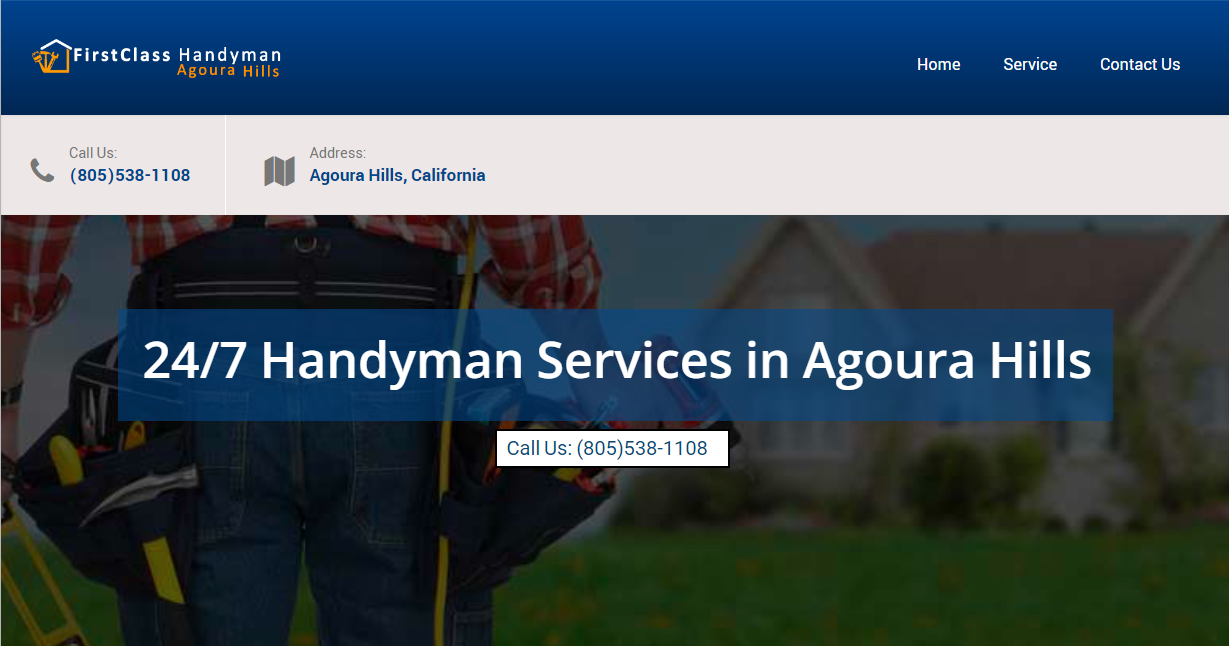 FirstClass Handyman
Agoura Hills
Home Service Contact Us
Call Us:
(805)538-1108
Address:
Agoura Hills, California
24/7 Handyman Services in Agoura Hills
Call Us: (805)538-1108